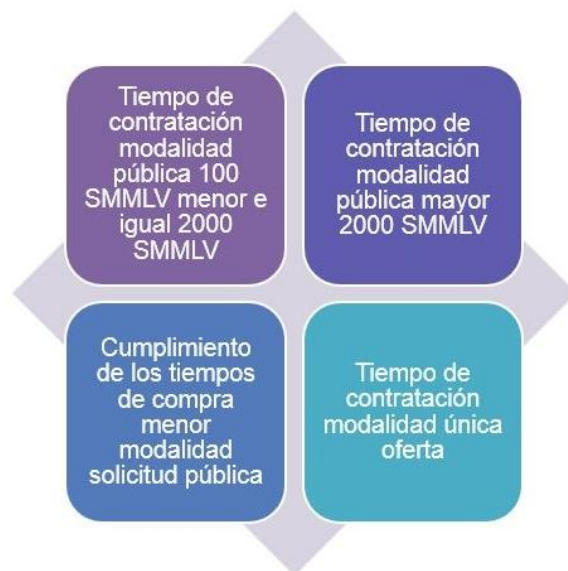 Tiempo de
contratación
modalidad
pública 100
SMMLV menor e
igual 2000
SMMLV
Tiempo de
contratación
modalidad
pública mayor
2000 SMMLV
Cumplimiento
de los tiempos
de compra
menor
modalidad
solicitud pública
Tiempo de
contratación
modalidad única
oferta